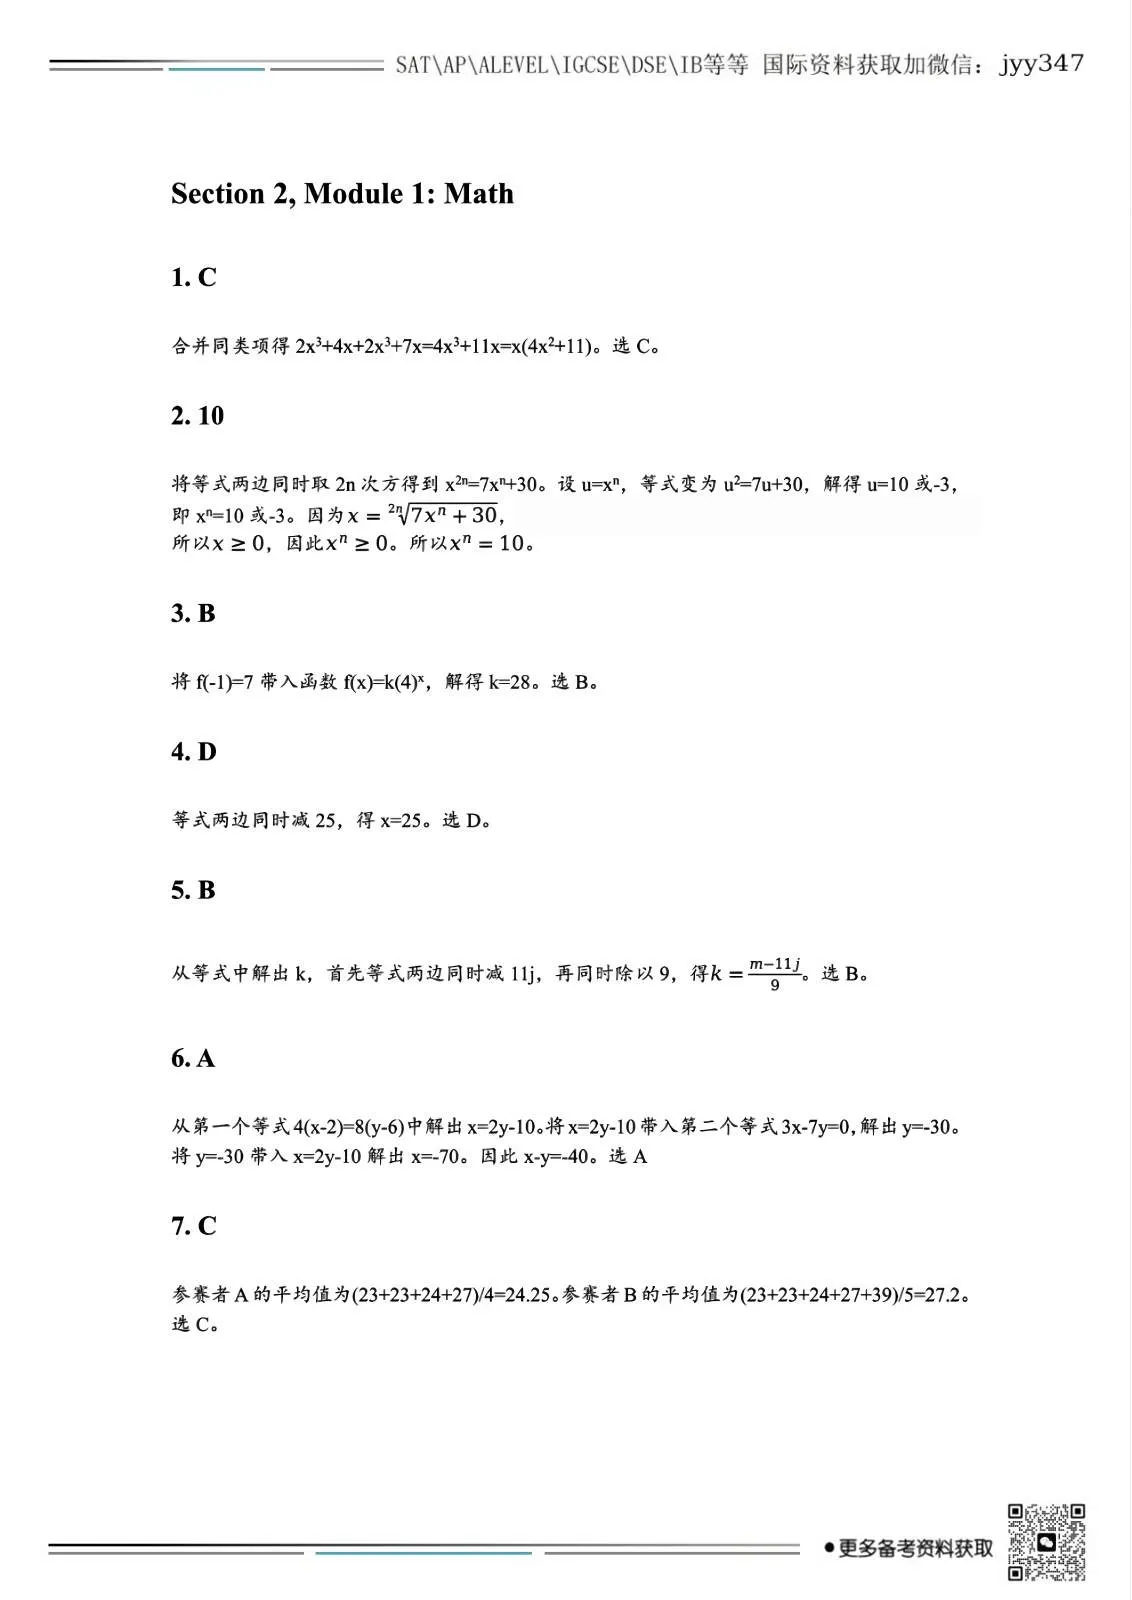 SAT\AP\ALEVEL\IGCSE\DSE\IB等等 国际资料获取加微信：jyy347
Section 2, Module 1: Math
1. C
合并同类项得 2x³+4x+2x³+7x=4x³+11x=x(4x²+11)。选 C。
2. 10
将等式两边同时取 2n 次方得到 x²ⁿ=7xⁿ+30。设 u=xⁿ，等式变为 u²=7u+30，解得 u=10 或-3，
即 xⁿ=10 或-3。因为 x = ²ⁿ√(7xⁿ + 30)，
所以 x ≥ 0，因此 xⁿ ≥ 0。所以 xⁿ = 10。
3. B
将 f(-1)=7 带入函数 f(x)=k(4)ˣ，解得 k=28。选 B。
4. D
等式两边同时减 25，得 x=25。选 D。
5. B
从等式中解出 k，首先等式两边同时减 11j，再同时除以 9，得 k = (m−11j)/9。选 B。
6. A
从第一个等式 4(x-2)=8(y-6)中解出 x=2y-10。将 x=2y-10 带入第二个等式 3x-7y=0，解出 y=-30。
将 y=-30 带入 x=2y-10 解出 x=-70。因此 x-y=-40。选 A
7. C
参赛者 A 的平均值为(23+23+24+27)/4=24.25。参赛者 B 的平均值为(23+23+24+27+39)/5=27.2。
选 C。
●更多备考资料获取